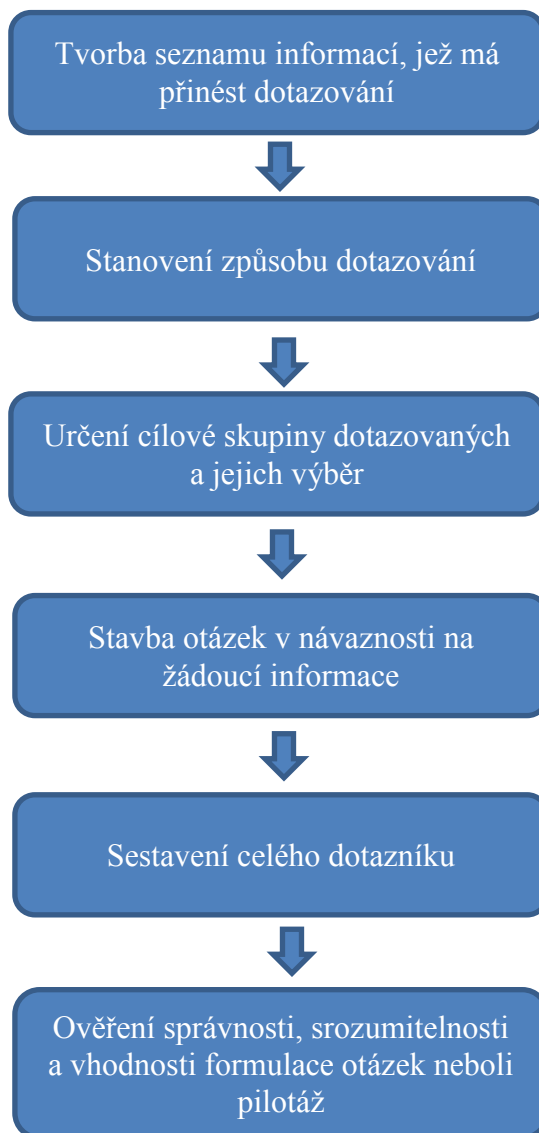 Tvorba seznamu informací, jež má
přinést dotazování
Stanovení způsobu dotazování
Určení cílové skupiny dotazovaných
a jejich výběr
Stavba otázek v návaznosti na
žádoucí informace
Sestavení celého dotazníku
Ověření správnosti, srozumitelnosti
a vhodnosti formulace otázek neboli
pilotáž